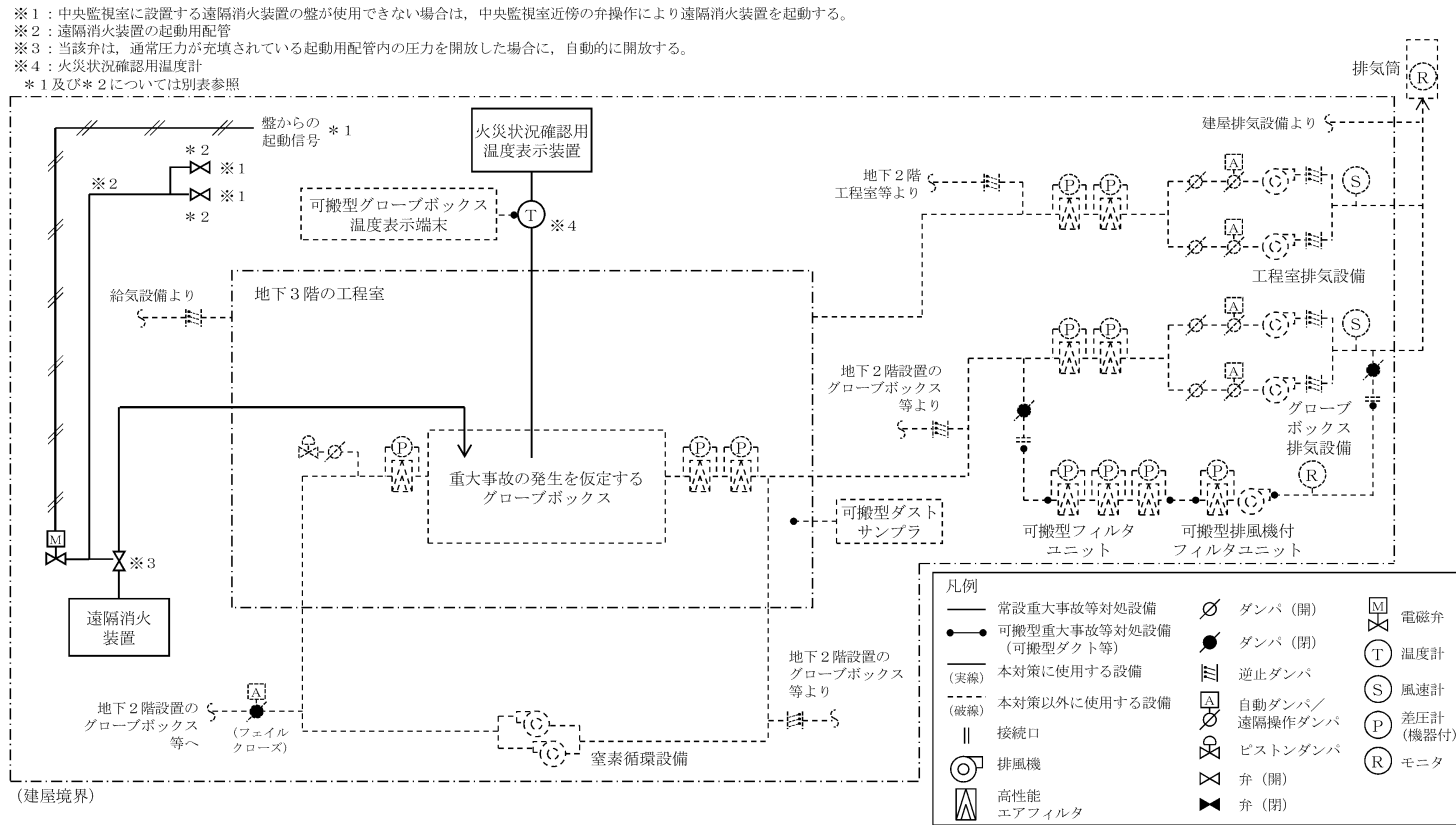 ※1：中央監視室に設置する遠隔消火装置の盤が使用できない場合は，中央監視室近傍の弁操作により遠隔消火装置を起動する。
※2：遠隔消火装置の起動用配管
※3：当該弁は，通常圧力が充填されている起動用配管内の圧力を開放した場合に，自動的に開放する。
※4：火災状況確認用温度計
＊1及び＊2については別表参照
排気筒
R
盤からの
起動信号 ＊1
火災状況確認用
温度表示装置
建屋排気設備より
＊2
※1
※2
※1
＊2
可搬型グローブボックス
温度表示端末
T
※4
地下2階
工程室等より
P
P
A
S
A
工程室排気設備
給気設備より
地下3階の工程室
P
P
A
S
A
地下2階設置の
グローブボックス
等より
グローブ
ボックス
排気設備
P
重大事故の発生を仮定する
グローブボックス
P
P
P
P
P
P
R
可搬型フィルタ
ユニット
可搬型排風機付
フィルタユニット
可搬型ダスト
サンプラ
M
※3
遠隔消火
装置
地下2階設置の
グローブボックス
等へ
A
(フェイル
クローズ)
窒素循環設備
地下2階設置の
グローブボックス
等より
(建屋境界)
凡例
常設重大事故等対処設備
可搬型重大事故等対処設備
(可搬型ダクト等)
(実線) 本対策に使用する設備
(破線) 本対策以外に使用する設備
接続口
排風機
高性能
エアフィルタ
ダンパ（開）
ダンパ（閉）
逆止ダンパ
A 自動ダンパ／
遠隔操作ダンパ
ピストンダンパ
弁（開）
弁（閉）
M 電磁弁
T 温度計
S 風速計
P 差圧計
(機器付)
R モニタ